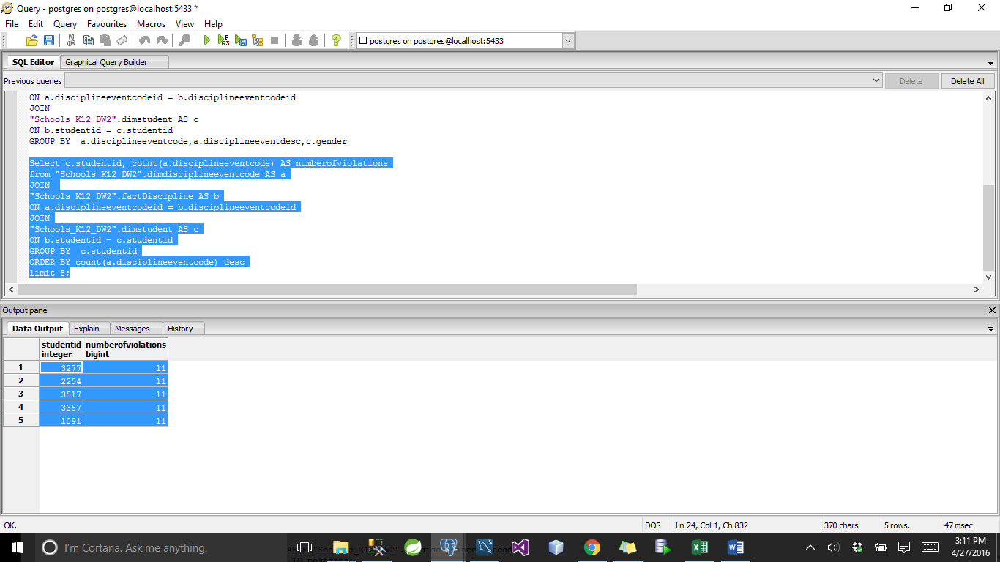 Query - postgres on postgres@localhost:5433 *
File Edit Query Favourites Macros View Help
postgres on postgres@localhost:5433
SQL Editor Graphical Query Builder
Previous queries Delete Delete All
ON a.disciplineeventcodeid = b.disciplineeventcodeid
JOIN
"Schools_K12_DW2".dimstudent AS c
ON b.studentid = c.studentid
GROUP BY  a.disciplineeventcode,a.disciplineeventdesc,c.gender
Select c.studentid, count(a.disciplineeventcode) AS numberofviolations
from "Schools_K12_DW2".dimdisciplineeventcode AS a
JOIN
"Schools_K12_DW2".factDiscipline AS b
ON a.disciplineeventcodeid = b.disciplineeventcodeid
JOIN
"Schools_K12_DW2".dimstudent AS c
ON b.studentid = c.studentid
GROUP BY  c.studentid
ORDER BY count(a.disciplineeventcode) desc
limit 5;
Output pane
Data Output Explain Messages History
studentid numberofviolations
integer bigint
1 3277 11
2 2254 11
3 3517 11
4 3357 11
5 1091 11
OK. DOS Ln 24, Col 1, Ch 832 370 chars 5 rows. 47 msec
I'm Cortana. Ask me anything.
3:11 PM
4/27/2016